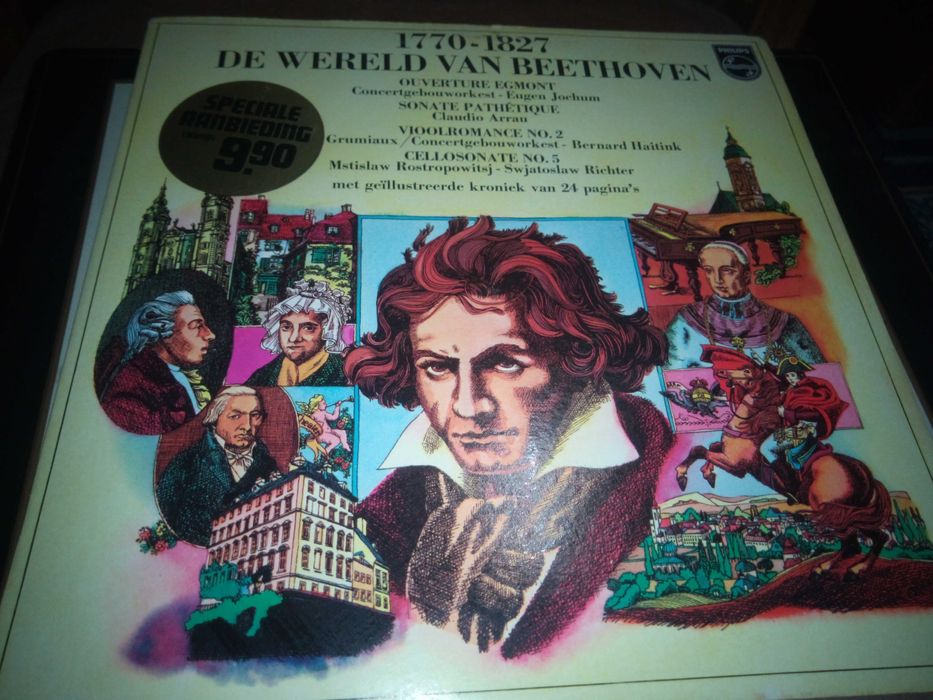 1770-1827
DE WERELD VAN BEETHOVEN
PHILIPS
OUVERTURE EGMONT
Concertgebouworkest - Eugen Jochum
SONATE PATHÉTIQUE
Claudio Arrau
VIOOLROMANCE NO. 2
Grumiaux/Concertgebouworkest - Bernard Haitink
CELLOSONATE NO. 5
Mstislaw Rostropowitsj - Swjatoslaw Richter
met geïllustreerde kroniek van 24 pagina's
SPECIALE
AANBIEDING
9.90